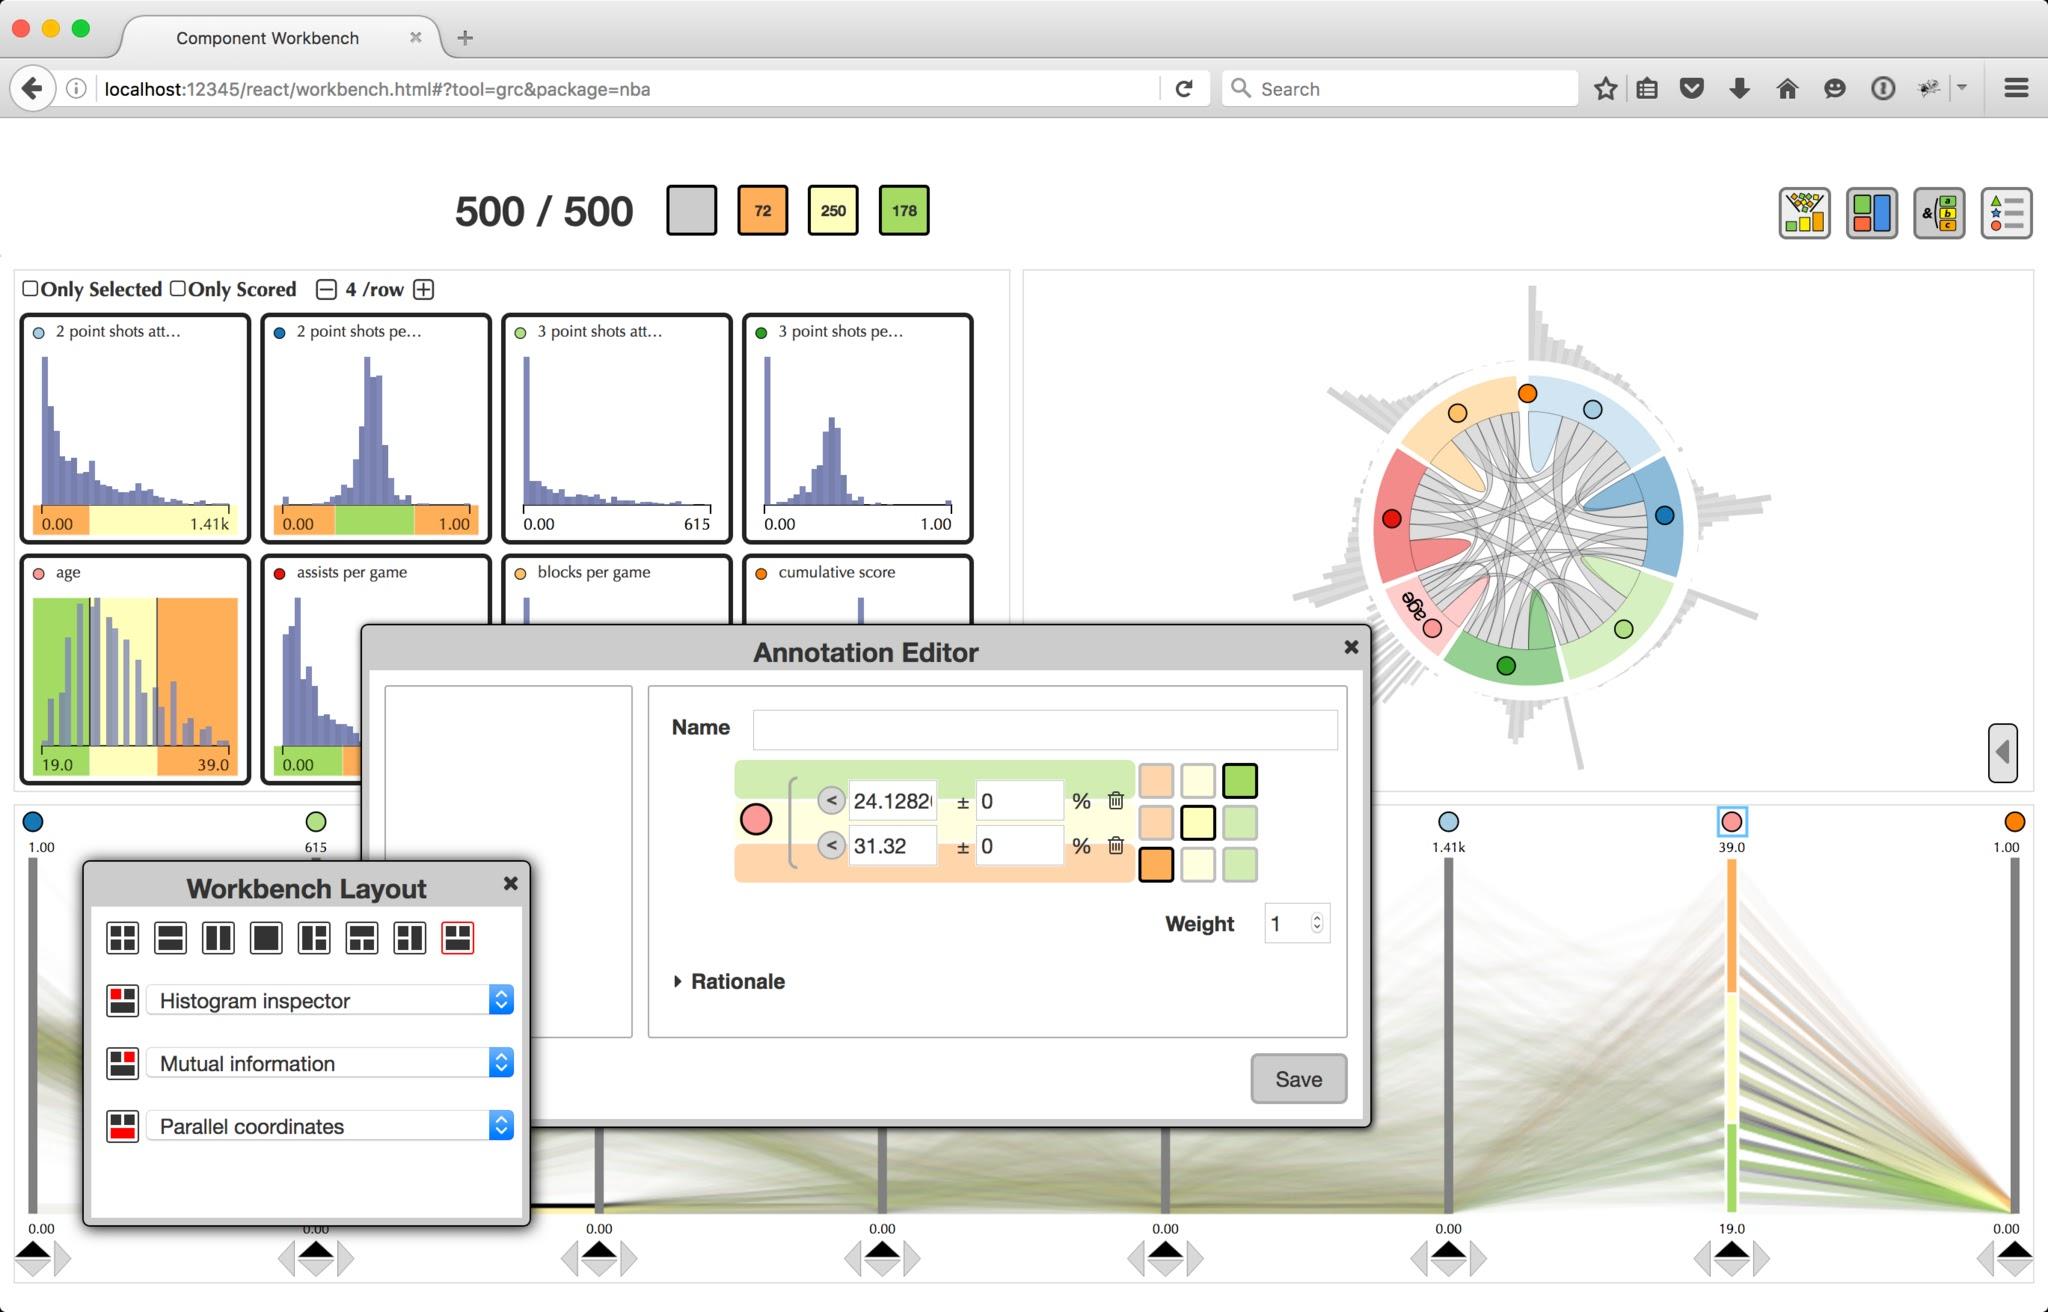 Component Workbench
localhost:12345/react/workbench.html#?tool=grc&package=nba
Search
500 / 500
72
250
178
&
a
b
c
Only Selected
Only Scored
4 /row
2 point shots att...
0.00
1.41k
2 point shots pe...
0.00
1.00
3 point shots att...
0.00
615
3 point shots pe...
0.00
1.00
age
19.0
39.0
assists per game
0.00
blocks per game
cumulative score
age
Annotation Editor
Name
< 24.1282 ± 0 %
< 31.32 ± 0 %
Weight 1
Rationale
Save
Workbench Layout
Histogram inspector
Mutual information
Parallel coordinates
1.00
615
1.41k
39.0
1.00
0.00
0.00
0.00
0.00
0.00
0.00
19.0
0.00